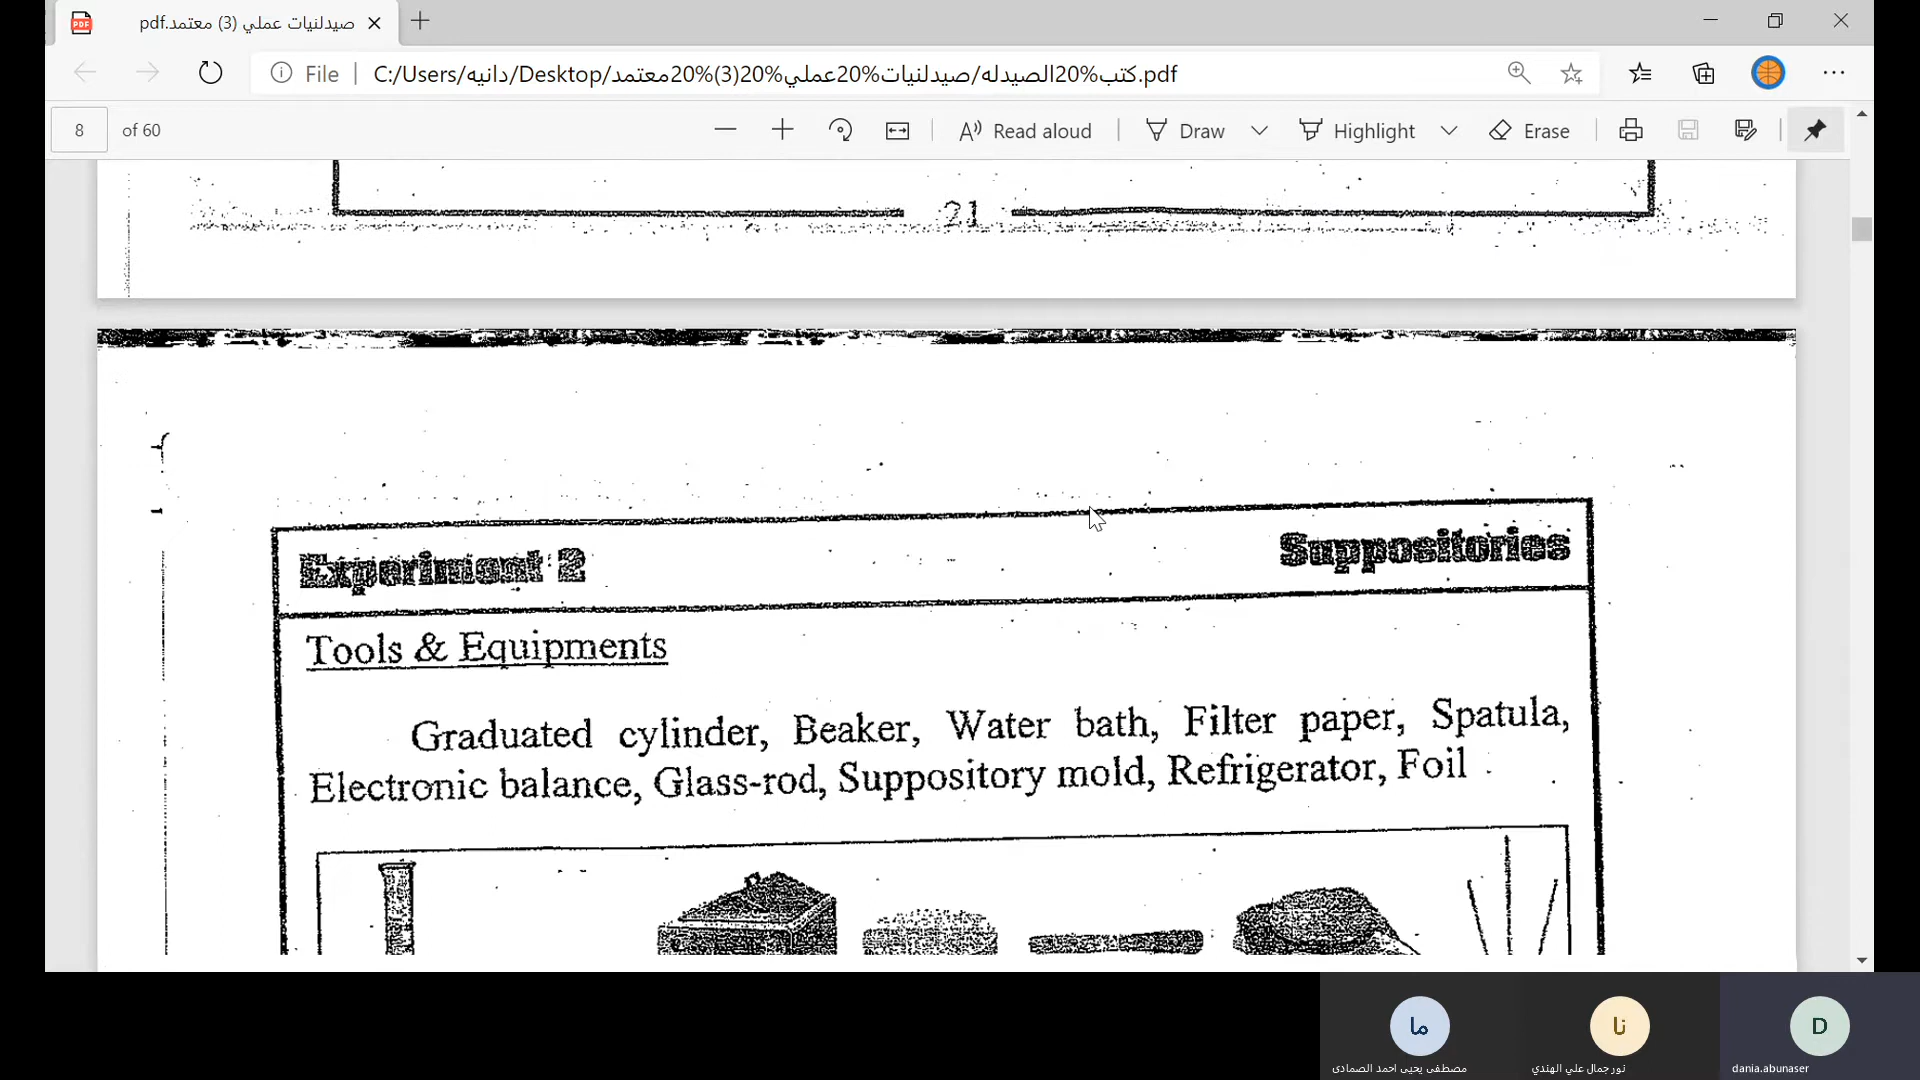 صيدلنيات عملي (3) معتمد.pdf
File
C:/Users/دانيه/Desktop/كتب%20الصيدله/صيدلنيات%20عملي%20(3)%20معتمد.pdf
8 of 60
Read aloud
Draw
Highlight
Erase
21
Experiment 2
Suppositories
Tools & Equipments
Graduated cylinder, Beaker, Water bath, Filter paper, Spatula,
Electronic balance, Glass-rod, Suppository mold, Refrigerator, Foil
ما
نا
D
مصطفى يحيى احمد الصمادى
نور جمال علي الهندي
dania.abunaser